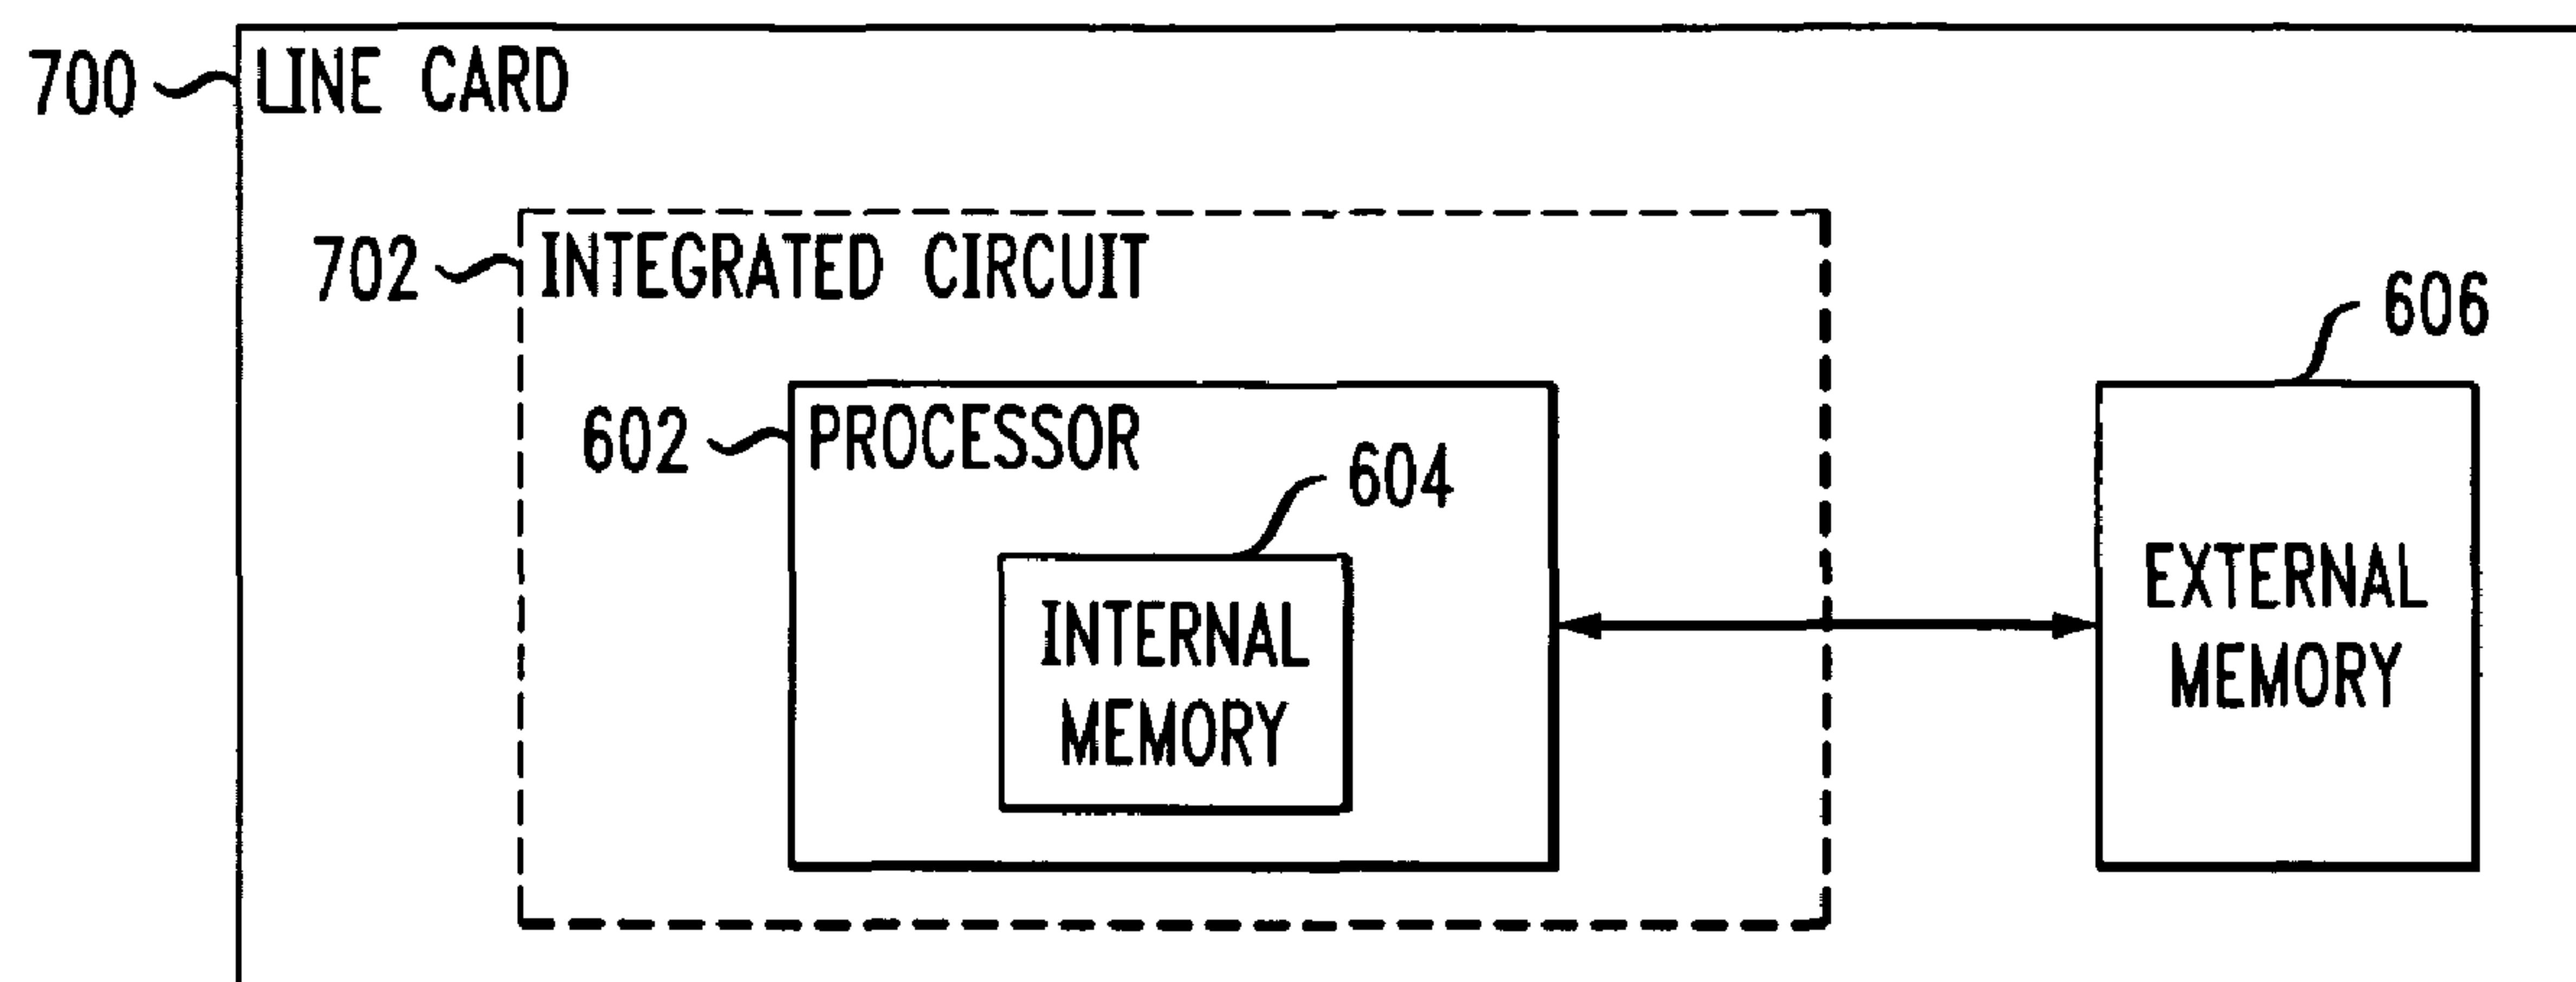 700 LINE CARD
702 INTEGRATED CIRCUIT
606
602 PROCESSOR
604
INTERNAL
MEMORY
EXTERNAL
MEMORY